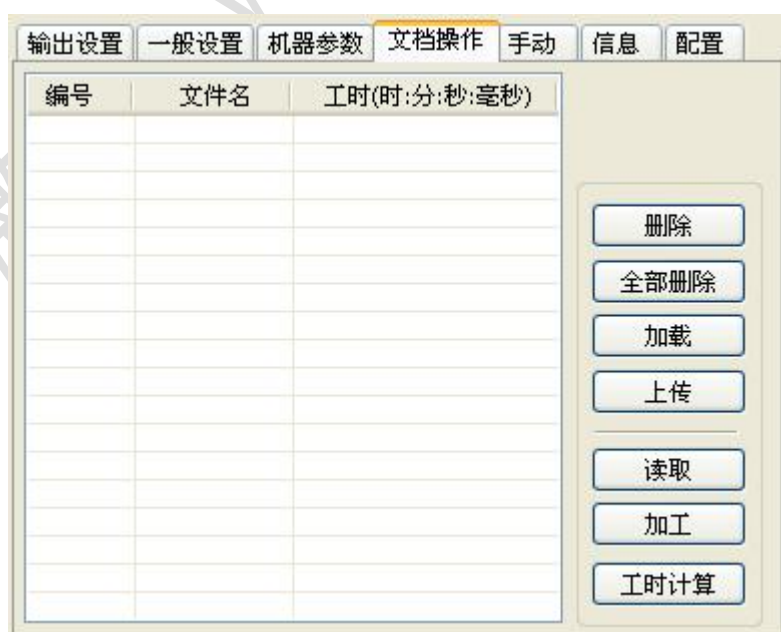 输出设置 一般设置 机器参数 文档操作 手动 信息 配置
编号 文件名 工时(时:分:秒:毫秒)
删除
全部删除
加载
上传
读取
加工
工时计算